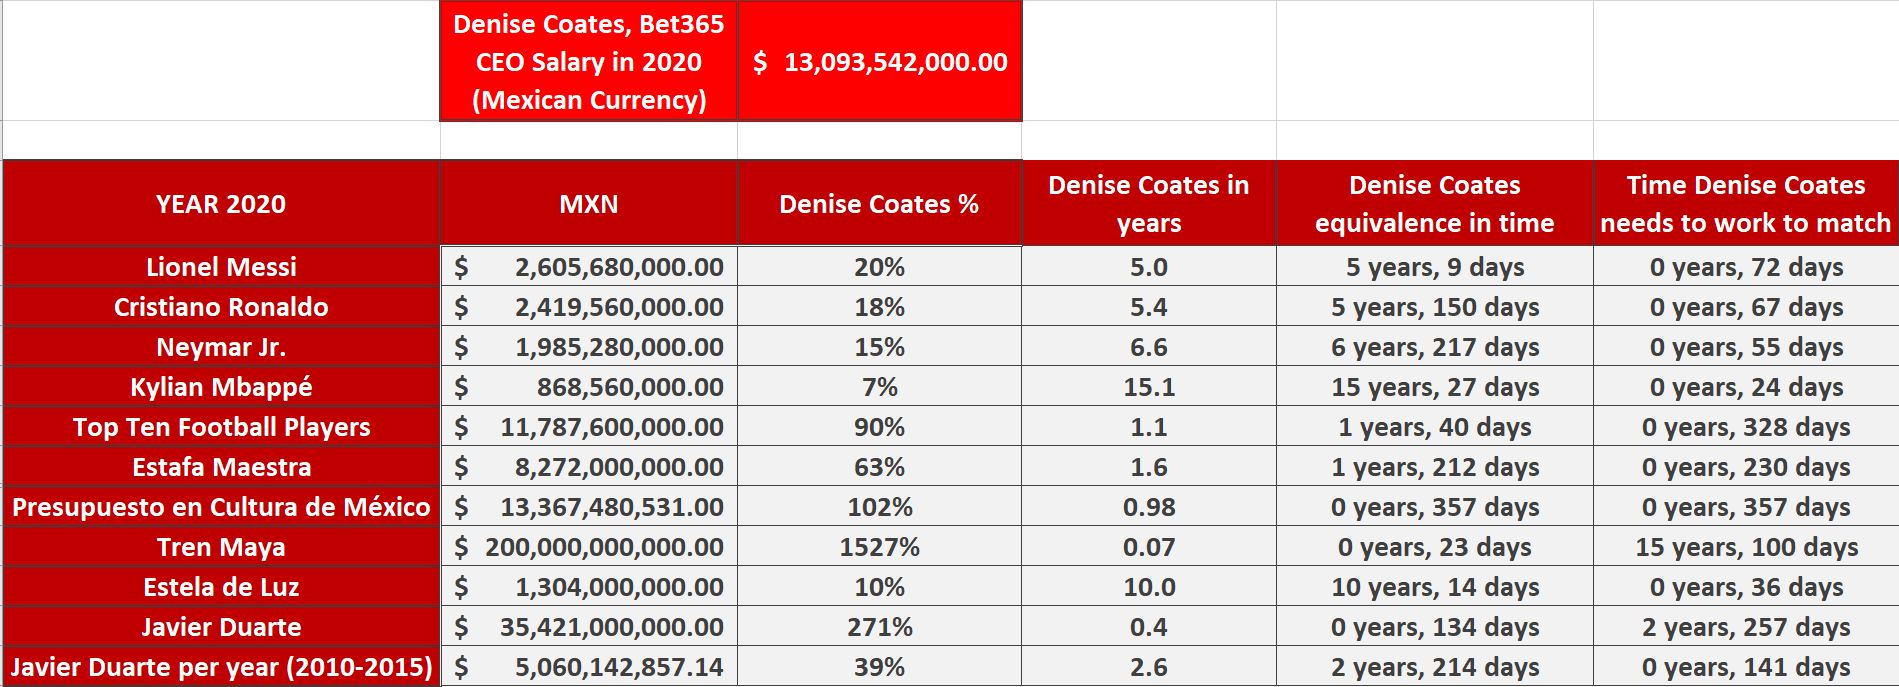 Denise Coates, Bet365
CEO Salary in 2020
(Mexican Currency)
$ 13,093,542,000.00
YEAR 2020
MXN
Denise Coates %
Denise Coates in
years
Denise Coates
equivalence in time
Time Denise Coates
needs to work to match
Lionel Messi $ 2,605,680,000.00 20% 5.0 5 years, 9 days 0 years, 72 days
Cristiano Ronaldo $ 2,419,560,000.00 18% 5.4 5 years, 150 days 0 years, 67 days
Neymar Jr. $ 1,985,280,000.00 15% 6.6 6 years, 217 days 0 years, 55 days
Kylian Mbappé $ 868,560,000.00 7% 15.1 15 years, 27 days 0 years, 24 days
Top Ten Football Players $ 11,787,600,000.00 90% 1.1 1 years, 40 days 0 years, 328 days
Estafa Maestra $ 8,272,000,000.00 63% 1.6 1 years, 212 days 0 years, 230 days
Presupuesto en Cultura de México $ 13,367,480,531.00 102% 0.98 0 years, 357 days 0 years, 357 days
Tren Maya $ 200,000,000,000.00 1527% 0.07 0 years, 23 days 15 years, 100 days
Estela de Luz $ 1,304,000,000.00 10% 10.0 10 years, 14 days 0 years, 36 days
Javier Duarte $ 35,421,000,000.00 271% 0.4 0 years, 134 days 2 years, 257 days
Javier Duarte per year (2010-2015) $ 5,060,142,857.14 39% 2.6 2 years, 214 days 0 years, 141 days